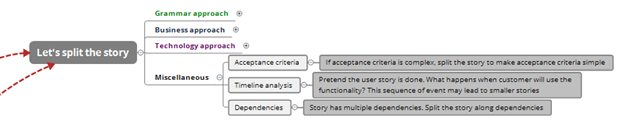 Grammar approach
Business approach
Let's split the story
Technology approach
Acceptance criteria
If acceptance criteria is complex, split the story to make acceptance criteria simple
Miscellaneous
Timeline analysis
Pretend the user story is done. What happens when customer will use the
functionality? This sequence of event may lead to smaller stories
Dependencies
Story has multiple dependencies. Split the story along dependencies